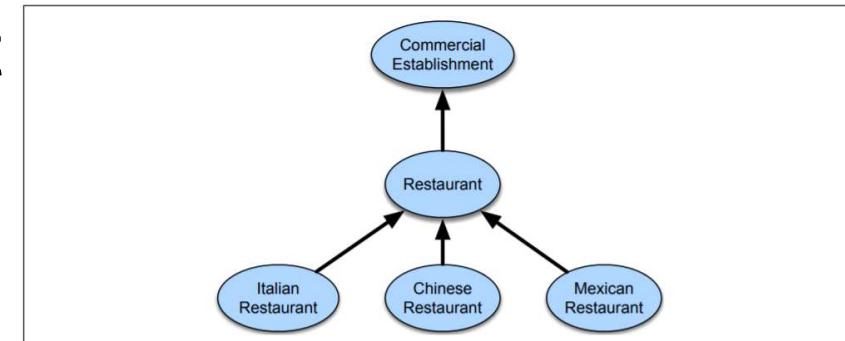 Commercial
Establishment
Restaurant
Italian
Restaurant
Chinese
Restaurant
Mexican
Restaurant